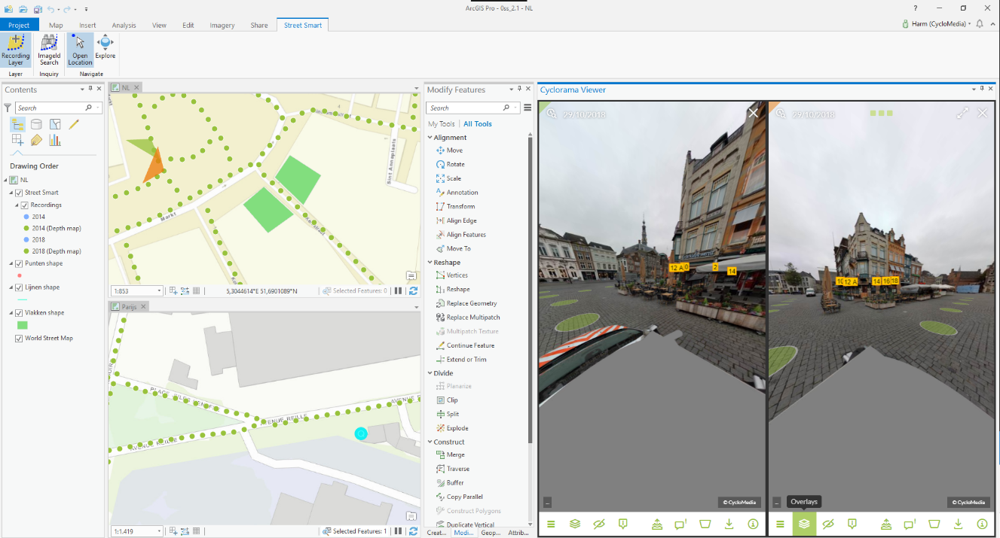 ArcGIS Pro - 0ss_2.1 - NL
Project Map Insert Analysis View Edit Imagery Share Street Smart
Harm (CycloMedia)
Recording Layer
ImageId Search
Open Location
Explore
Layer Inquiry Navigate
Contents
Search
Drawing Order
NL
Street Smart
Recordings
2014
2014 (Depth map)
2018
2018 (Depth map)
Punten shape
Lijnen shape
Vlakken shape
World Street Map
NL
Sint Annaplaats
Markt
Kerkstraat
1:853
5,3044614°E 51,6901089°N
Selected Features: 0
Parijs
AVENUE REILLE
AVENUE REILLE
1:1.419
Selected Features: 1
Modify Features
Search
My Tools All Tools
Alignment
Move
Rotate
Scale
Annotation
Transform
Align Edge
Align Features
Move To
Reshape
Vertices
Reshape
Replace Geometry
Replace Multipatch
Multipatch Texture
Continue Feature
Extend or Trim
Divide
Planarize
Clip
Split
Explode
Construct
Merge
Traverse
Buffer
Copy Parallel
Construct Polygons
Duplicate Vertical
Creat... Modi... Geop... Attrib...
Cyclorama Viewer
29/10/2018
12 A 0 2 14
...
© CycloMedia
29/10/2018
10 12 A 14 16 18
...
Overlays
© CycloMedia